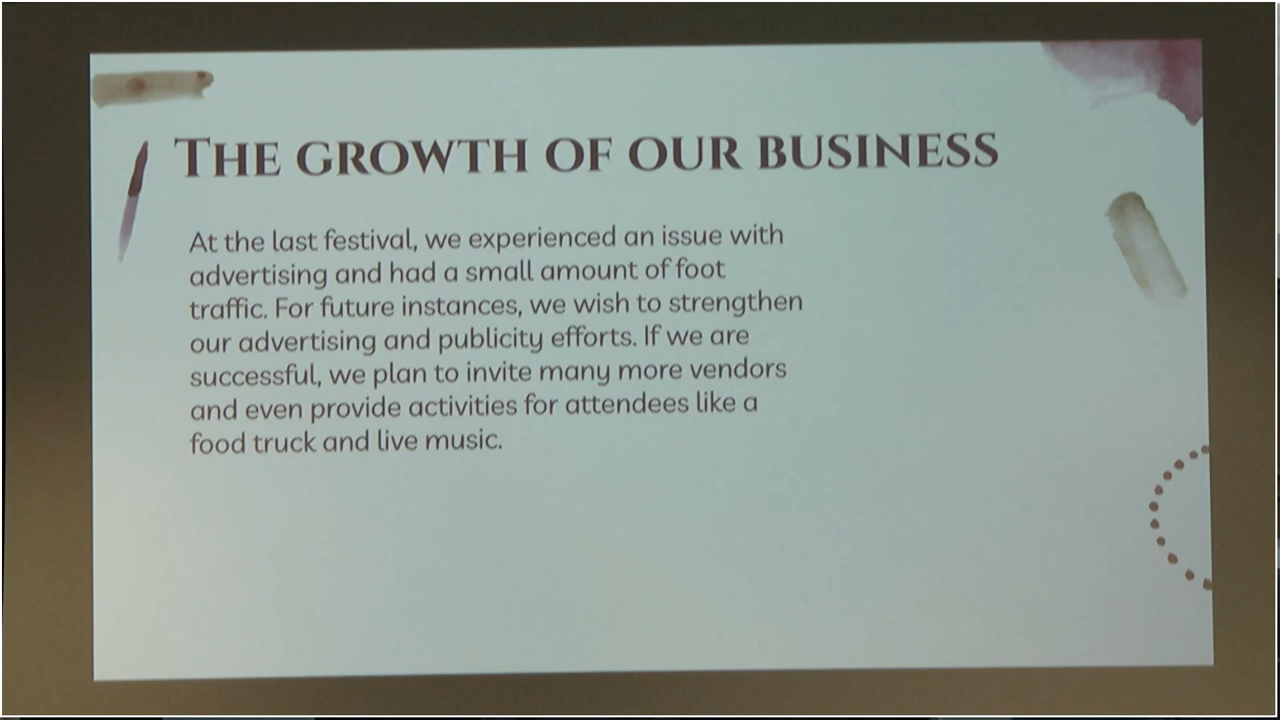 The growth of our business
At the last festival, we experienced an issue with
advertising and had a small amount of foot
traffic. For future instances, we wish to strengthen
our advertising and publicity efforts. If we are
successful, we plan to invite many more vendors
and even provide activities for attendees like a
food truck and live music.